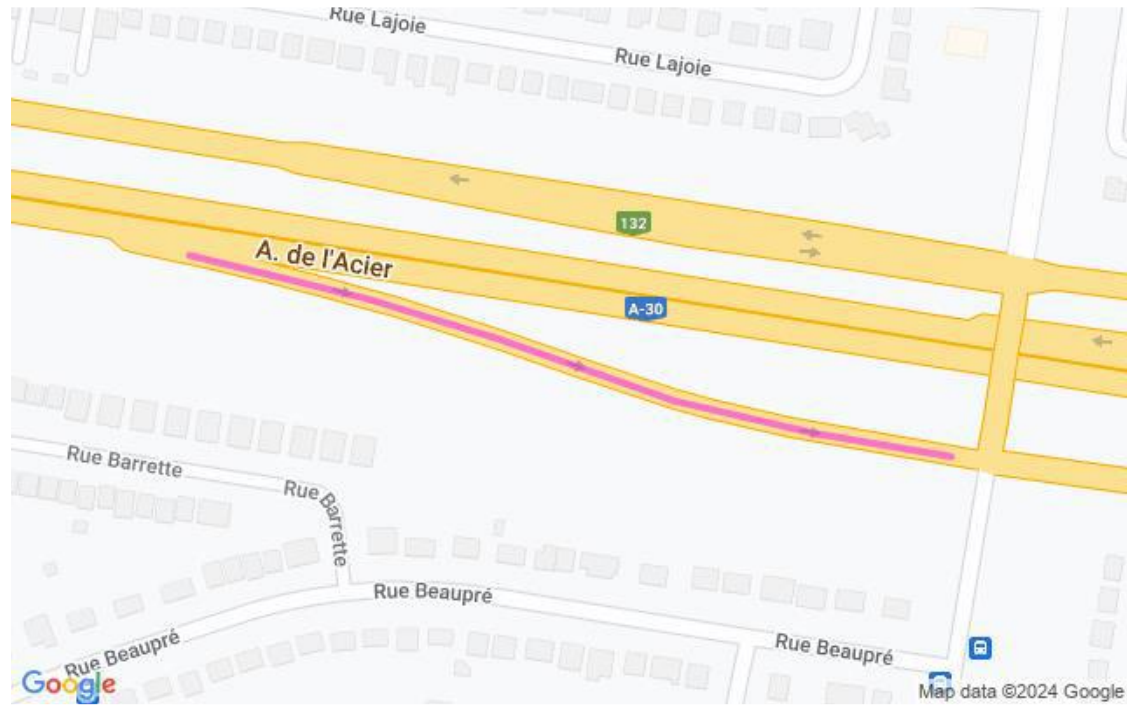 Rue Lajoie
Rue Lajoie
132
A. de l'Acier
A-30
Rue Barrette
Rue Barrette
Rue Beaupré
Rue Beaupré
Rue Beaupré
Google
Map data ©2024 Google